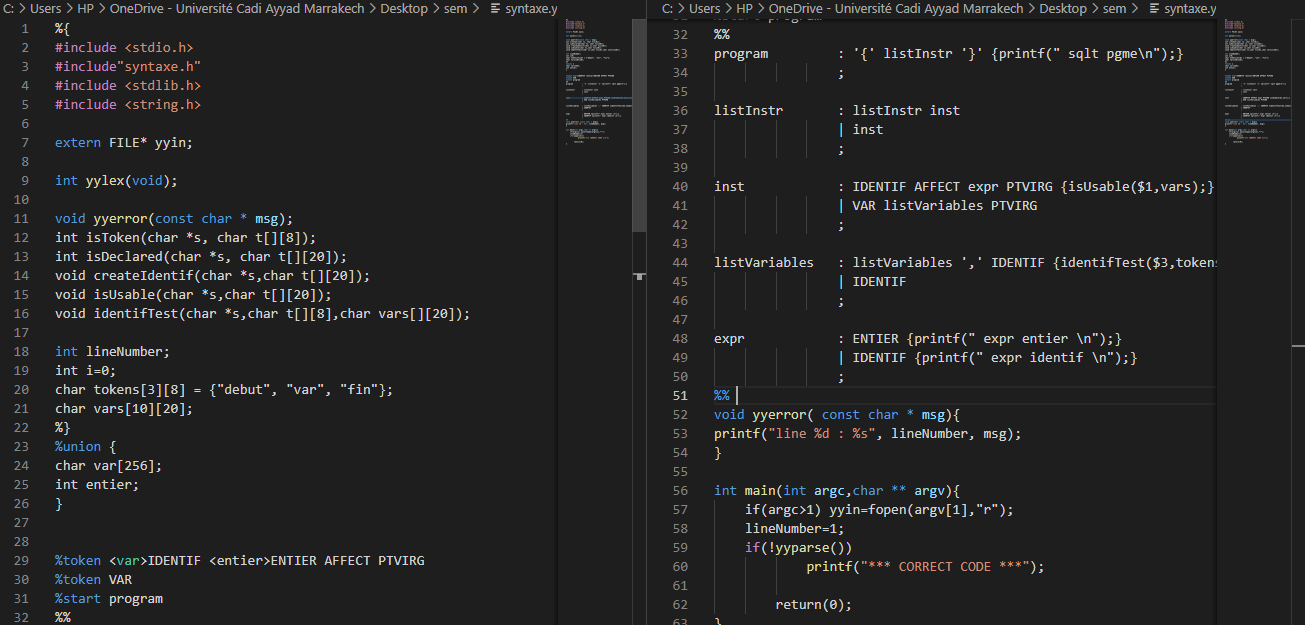 C: > Users > HP > OneDrive - Université Cadi Ayyad Marrakech > Desktop > sem > syntaxe.y
1 %{
2 #include <stdio.h>
3 #include"syntaxe.h"
4 #include <stdlib.h>
5 #include <string.h>
6
7 extern FILE* yyin;
8
9 int yylex(void);
10
11 void yyerror(const char * msg);
12 int isToken(char *s, char t[][8]);
13 int isDeclared(char *s, char t[][20]);
14 void createIdentif(char *s,char t[][20]);
15 void isUsable(char *s,char t[][20]);
16 void identifTest(char *s,char t[][8],char vars[][20]);
17
18 int lineNumber;
19 int i=0;
20 char tokens[3][8] = {"debut", "var", "fin"};
21 char vars[10][20];
22 %}
23 %union {
24 char var[256];
25 int entier;
26 }
27
28
29 %token <var>IDENTIF <entier>ENTIER AFFECT PTVIRG
30 %token VAR
31 %start program
32 %%
C: > Users > HP > OneDrive - Université Cadi Ayyad Marrakech > Desktop > sem > syntaxe.y
31 %start program
32 %%
33 program : '{' listInstr '}' {printf(" sqlt pgme\n");}
34 ;
35
36 listInstr : listInstr inst
37 | inst
38 ;
39
40 inst : IDENTIF AFFECT expr PTVIRG {isUsable($1,vars);}
41 | VAR listVariables PTVIRG
42 ;
43
44 listVariables : listVariables ',' IDENTIF {identifTest($3,tokens
45 | IDENTIF
46 ;
47
48 expr : ENTIER {printf(" expr entier \n");}
49 | IDENTIF {printf(" expr identif \n");}
50 ;
51 %%
52 void yyerror( const char * msg){
53 printf("line %d : %s", lineNumber, msg);
54 }
55
56 int main(int argc,char ** argv){
57 if(argc>1) yyin=fopen(argv[1],"r");
58 lineNumber=1;
59 if(!yyparse())
60 printf("*** CORRECT CODE ***");
61
62 return(0);
63 }